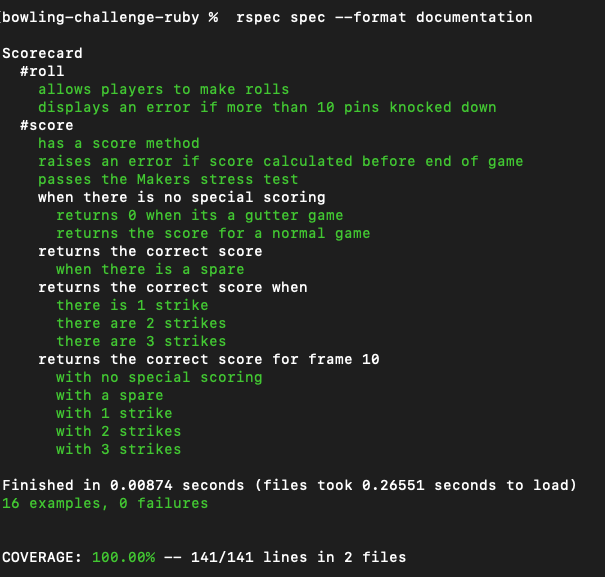 [bowling-challenge-ruby %  rspec spec --format documentation
Scorecard
  #roll
    allows players to make rolls
    displays an error if more than 10 pins knocked down
  #score
    has a score method
    raises an error if score calculated before end of game
    passes the Makers stress test
    when there is no special scoring
      returns 0 when its a gutter game
      returns the score for a normal game
    returns the correct score
      when there is a spare
    returns the correct score when
      there is 1 strike
      there are 2 strikes
      there are 3 strikes
    returns the correct score for frame 10
      with no special scoring
      with a spare
      with 1 strike
      with 2 strikes
      with 3 strikes
Finished in 0.00874 seconds (files took 0.26551 seconds to load)
16 examples, 0 failures
COVERAGE: 100.00% -- 141/141 lines in 2 files